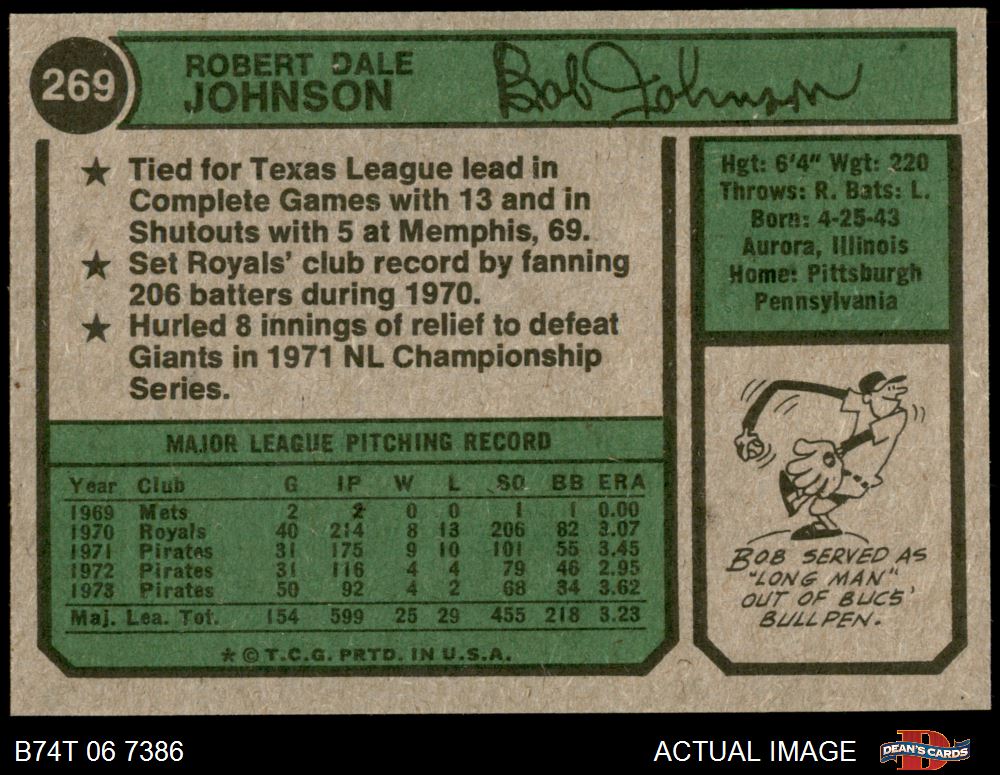 269
ROBERT DALE
JOHNSON
Bob Johnson
★ Tied for Texas League lead in
Complete Games with 13 and in
Shutouts with 5 at Memphis, 69.
★ Set Royals' club record by fanning
206 batters during 1970.
★ Hurled 8 innings of relief to defeat
Giants in 1971 NL Championship
Series.
MAJOR LEAGUE PITCHING RECORD
Year Club G IP W L SO BB ERA
1969 Mets 2 2 0 0 1 1 0.00
1970 Royals 40 214 8 13 206 82 3.07
1971 Pirates 31 175 9 10 101 55 3.45
1972 Pirates 31 116 4 4 79 46 2.95
1973 Pirates 50 92 4 2 68 34 3.62
Maj. Lea. Tot. 154 599 25 29 455 218 3.23
★ © T.C.G. PRTD. IN U.S.A.
Hgt: 6'4" Wgt: 220
Throws: R. Bats: L.
Born: 4-25-43
Aurora, Illinois
Home: Pittsburgh
Pennsylvania
BOB SERVED AS
"LONG MAN"
OUT OF BUCS'
BULLPEN.
B74T 06 7386
ACTUAL IMAGE
D
DEAN'S CARDS